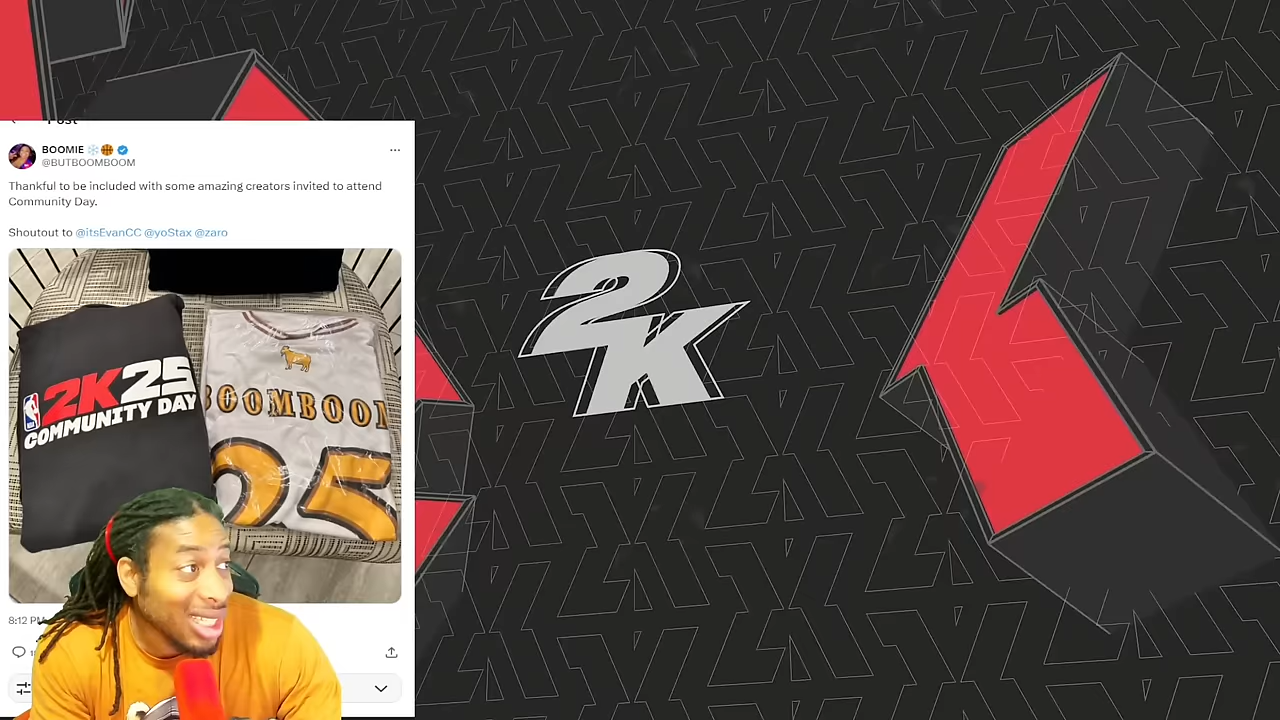 Post
BOOMIE
@BUTBOOMBOOM
Thankful to be included with some amazing creators invited to attend
Community Day.
Shoutout to @itsEvanCC @yoStax @zaro
2K25
COMMUNITY DAY
BOOMBOO
25
8:12 PM
2K